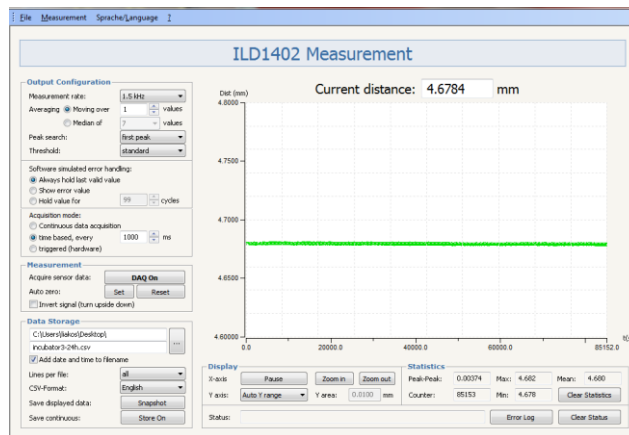 File Measurement Sprache/Language ?
ILD1402 Measurement
Output Configuration
Measurement rate: 1.5 kHz
Averaging Moving over 1 values
Median of 7 values
Peak search: first peak
Threshold: standard
Software simulated error handling:
Always hold last valid value
Show error value
Hold value for 99 cycles
Acquisition mode:
Continuous data acquisition
time based, every 1000 ms
triggered (hardware)
Measurement
Acquire sensor data: DAQ On
Auto zero: Set Reset
Invert signal (turn upside down)
Data Storage
C:\Users\liakos\Desktop\
incubator3-24h.csv
...
Add date and time to filename
Lines per file: all
CSV-Format: English
Save displayed data: Snapshot
Save continuous: Store On
Current distance: 4.6784 mm
Dist (mm)
4.8000
4.7500
4.7000
4.6500
4.60000
0.0 20000.0 40000.0 60000.0 85152.0
Display
X-axis Pause Zoom in Zoom out
Y axis: Auto Y range Y area: 0.0100 mm
Statistics
Peak-Peak: 0.00374 Max: 4.682 Mean: 4.680
Counter: 85153 Min: 4.678 Clear Statistics
Status: Error Log Clear Status